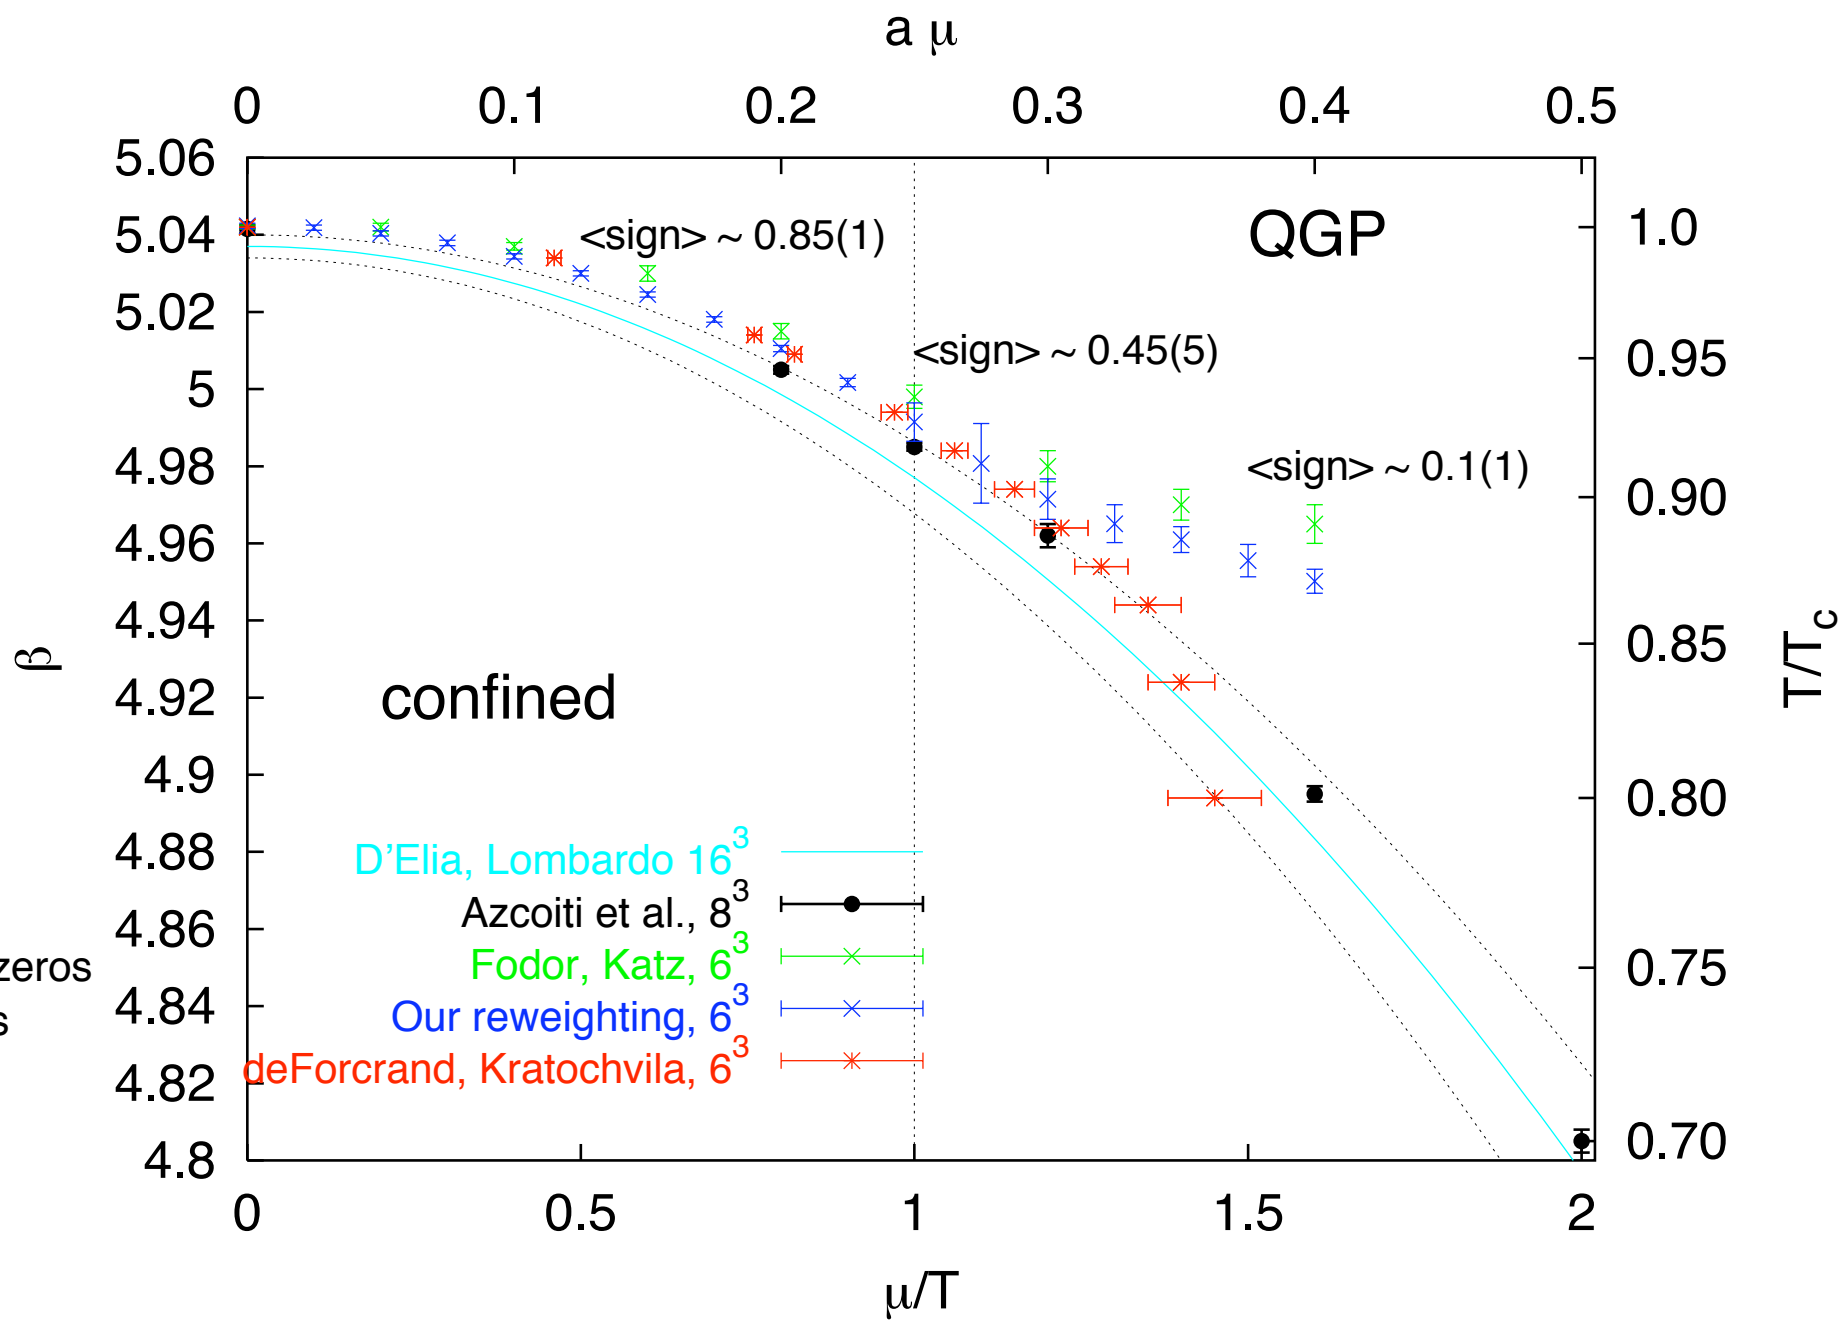 a μ
0 0.1 0.2 0.3 0.4 0.5
5.06
5.04
5.02
5
4.98
4.96
4.94
4.92
4.9
4.88
4.86
4.84
4.82
4.8
β
<sign> ~ 0.85(1)
QGP
<sign> ~ 0.45(5)
<sign> ~ 0.1(1)
confined
1.0
0.95
0.90
0.85
0.80
0.75
0.70
T/T_c
D'Elia, Lombardo 16^3
Azcoiti et al., 8^3
Fodor, Katz, 6^3
Our reweighting, 6^3
deForcrand, Kratochvila, 6^3
zeros
s
0 0.5 1 1.5 2
μ/T